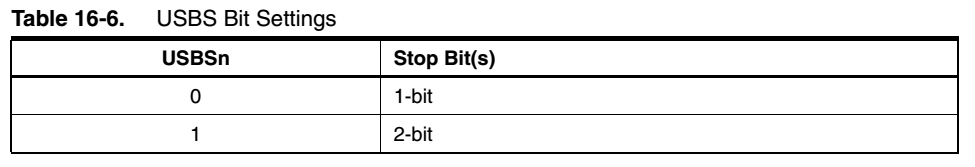 Table 16-6. USBS Bit Settings
USBSn Stop Bit(s)
0 1-bit
1 2-bit